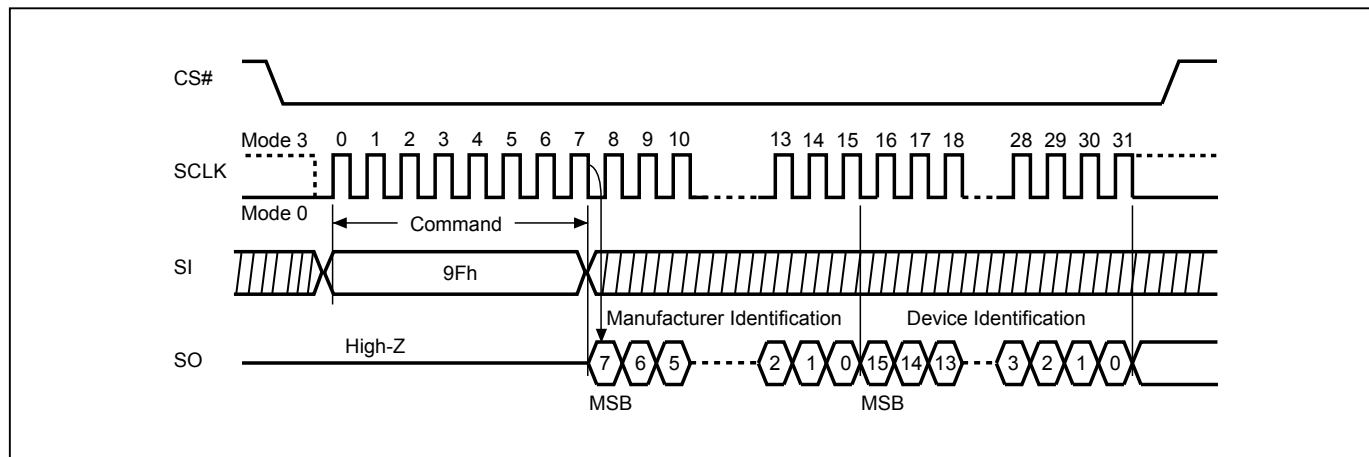 CS#
Mode 3 0 1 2 3 4 5 6 7 8 9 10 13 14 15 16 17 18 28 29 30 31
SCLK
Mode 0
Command
SI 9Fh
Manufacturer Identification Device Identification
High-Z
SO 7 6 5 2 1 0 15 14 13 3 2 1 0
MSB MSB